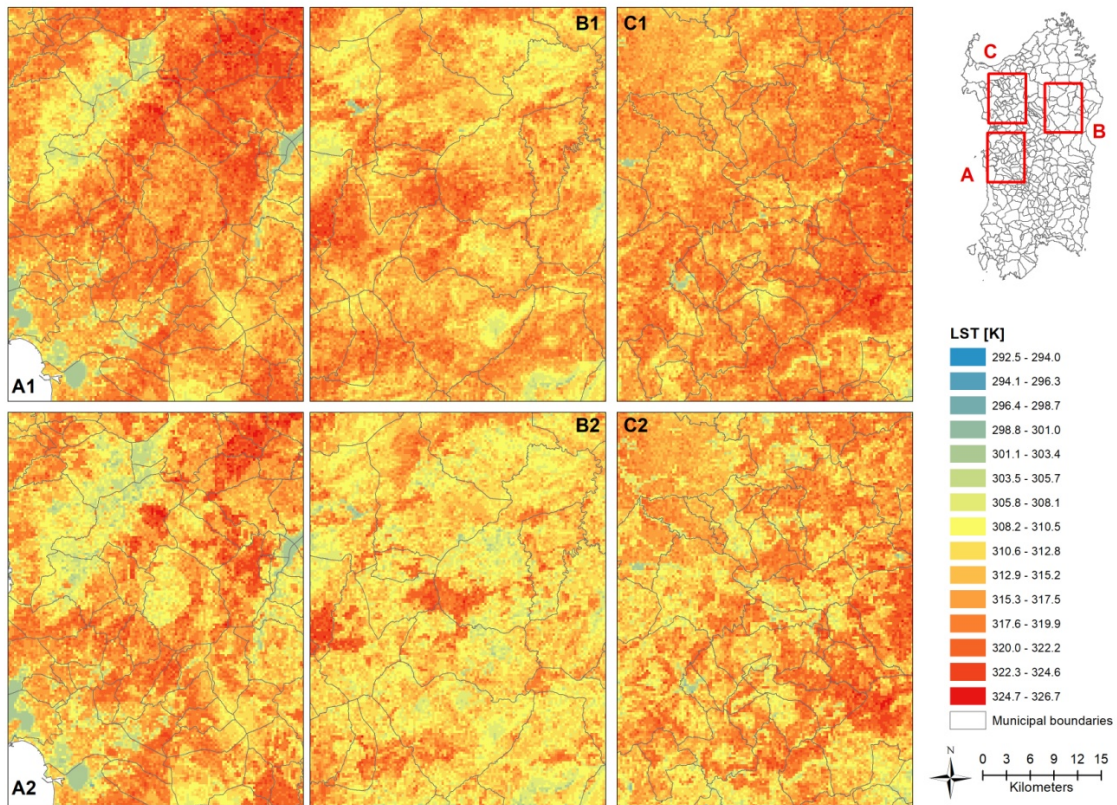 A1
B1
C1
A2
B2
C2
C
B
A
LST [K]
292.5 - 294.0
294.1 - 296.3
296.4 - 298.7
298.8 - 301.0
301.1 - 303.4
303.5 - 305.7
305.8 - 308.1
308.2 - 310.5
310.6 - 312.8
312.9 - 315.2
315.3 - 317.5
317.6 - 319.9
320.0 - 322.2
322.3 - 324.6
324.7 - 326.7
Municipal boundaries
N
0 3 6 9 12 15
Kilometers